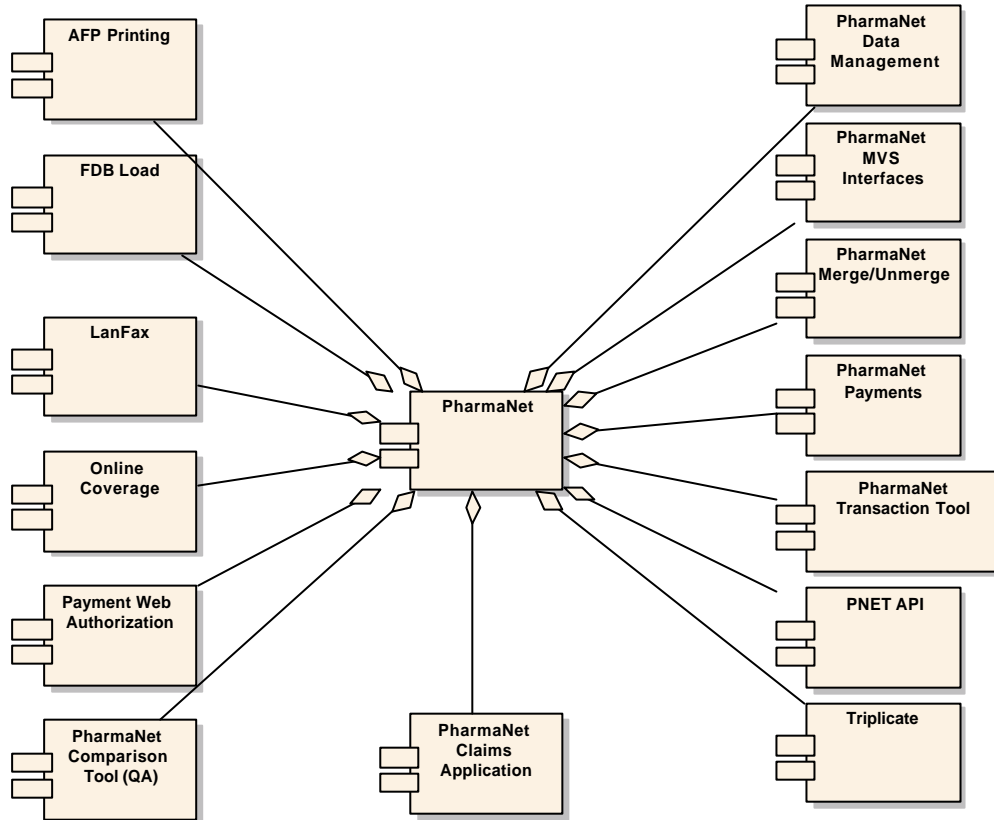 AFP Printing
FDB Load
LanFax
Online
Coverage
Payment Web
Authorization
PharmaNet
Comparison
Tool (QA)
PharmaNet
PharmaNet
Claims
Application
PharmaNet
Data
Management
PharmaNet
MVS
Interfaces
PharmaNet
Merge/Unmerge
PharmaNet
Payments
PharmaNet
Transaction Tool
PNET API
Triplicate